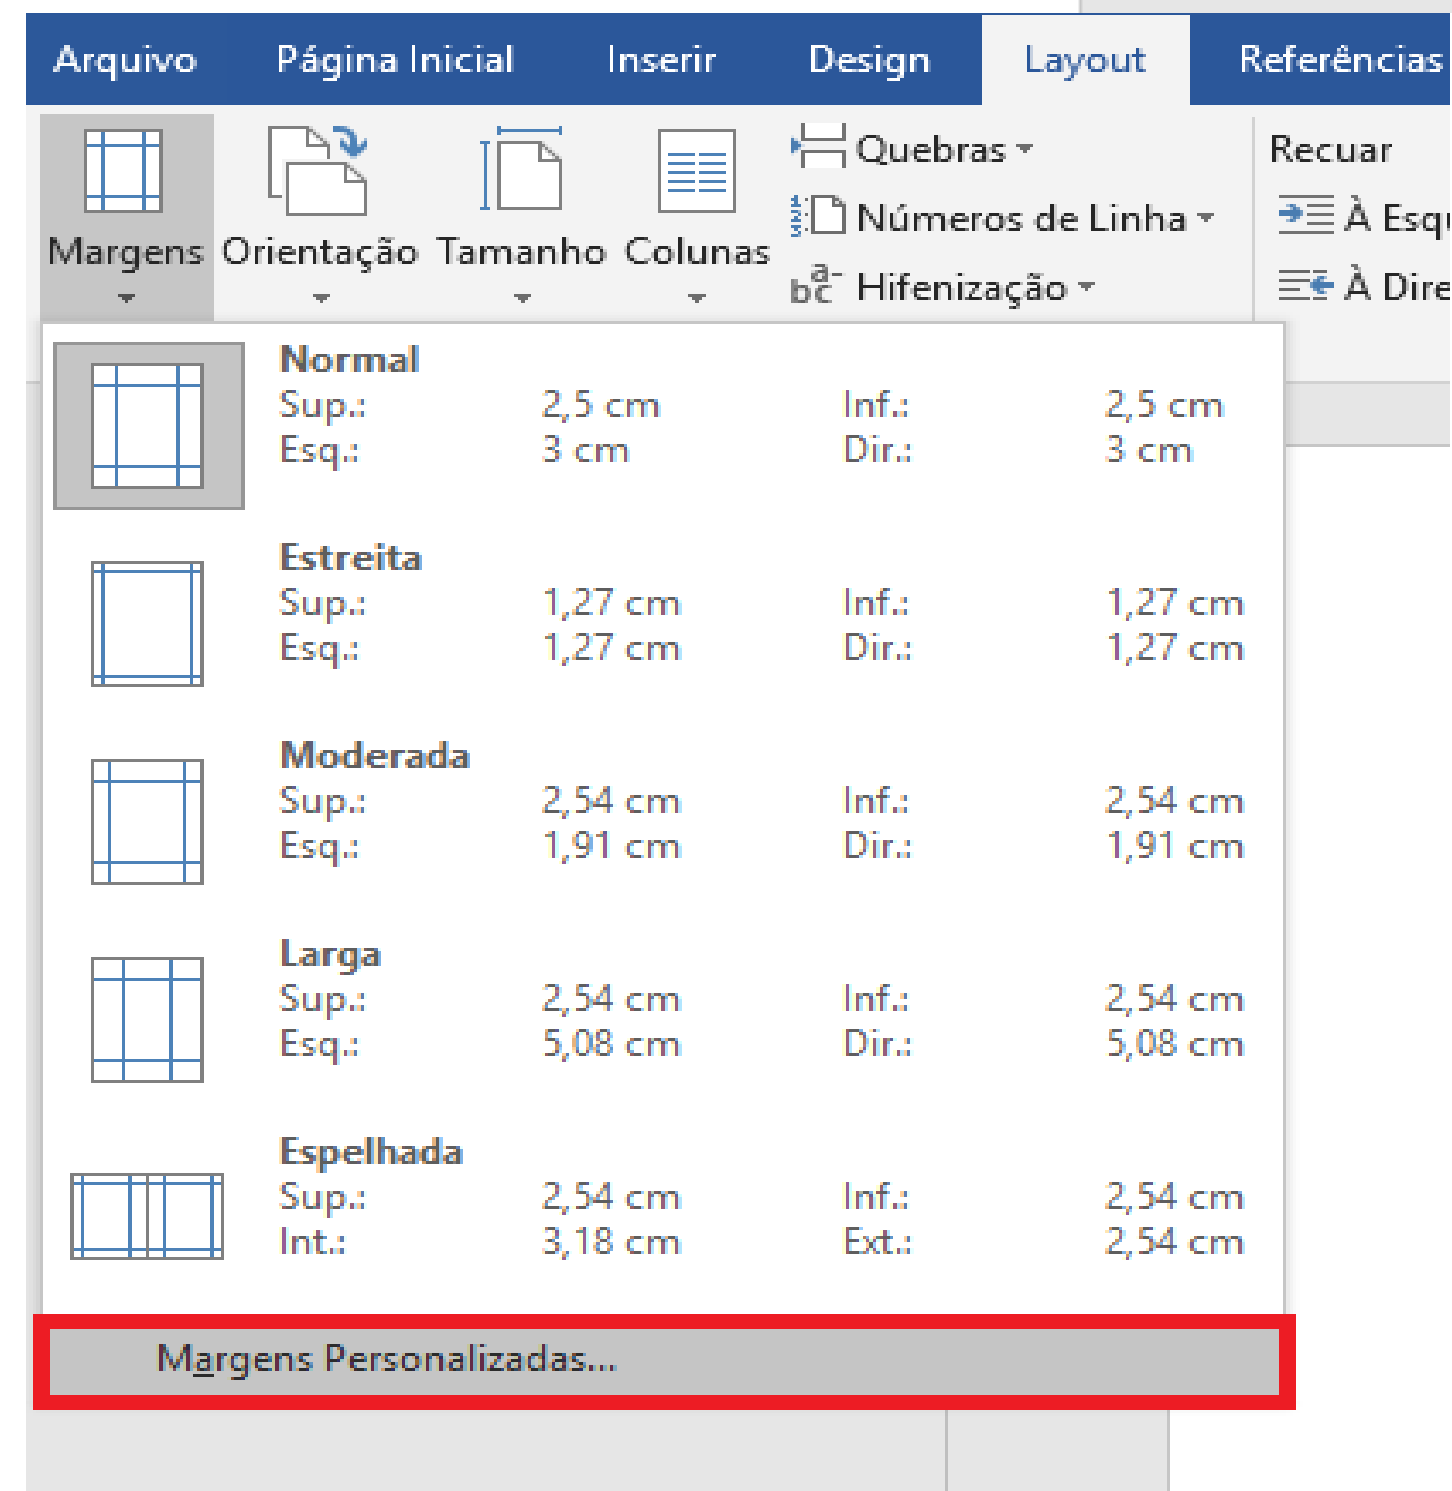 Arquivo Página Inicial Inserir Design Layout Referências
Margens Orientação Tamanho Colunas
Quebras
Números de Linha
Hifenização
Recuar
À Esqu
À Dire
Normal
Sup.: 2,5 cm Inf.: 2,5 cm
Esq.: 3 cm Dir.: 3 cm
Estreita
Sup.: 1,27 cm Inf.: 1,27 cm
Esq.: 1,27 cm Dir.: 1,27 cm
Moderada
Sup.: 2,54 cm Inf.: 2,54 cm
Esq.: 1,91 cm Dir.: 1,91 cm
Larga
Sup.: 2,54 cm Inf.: 2,54 cm
Esq.: 5,08 cm Dir.: 5,08 cm
Espelhada
Sup.: 2,54 cm Inf.: 2,54 cm
Int.: 3,18 cm Ext.: 2,54 cm
Margens Personalizadas...